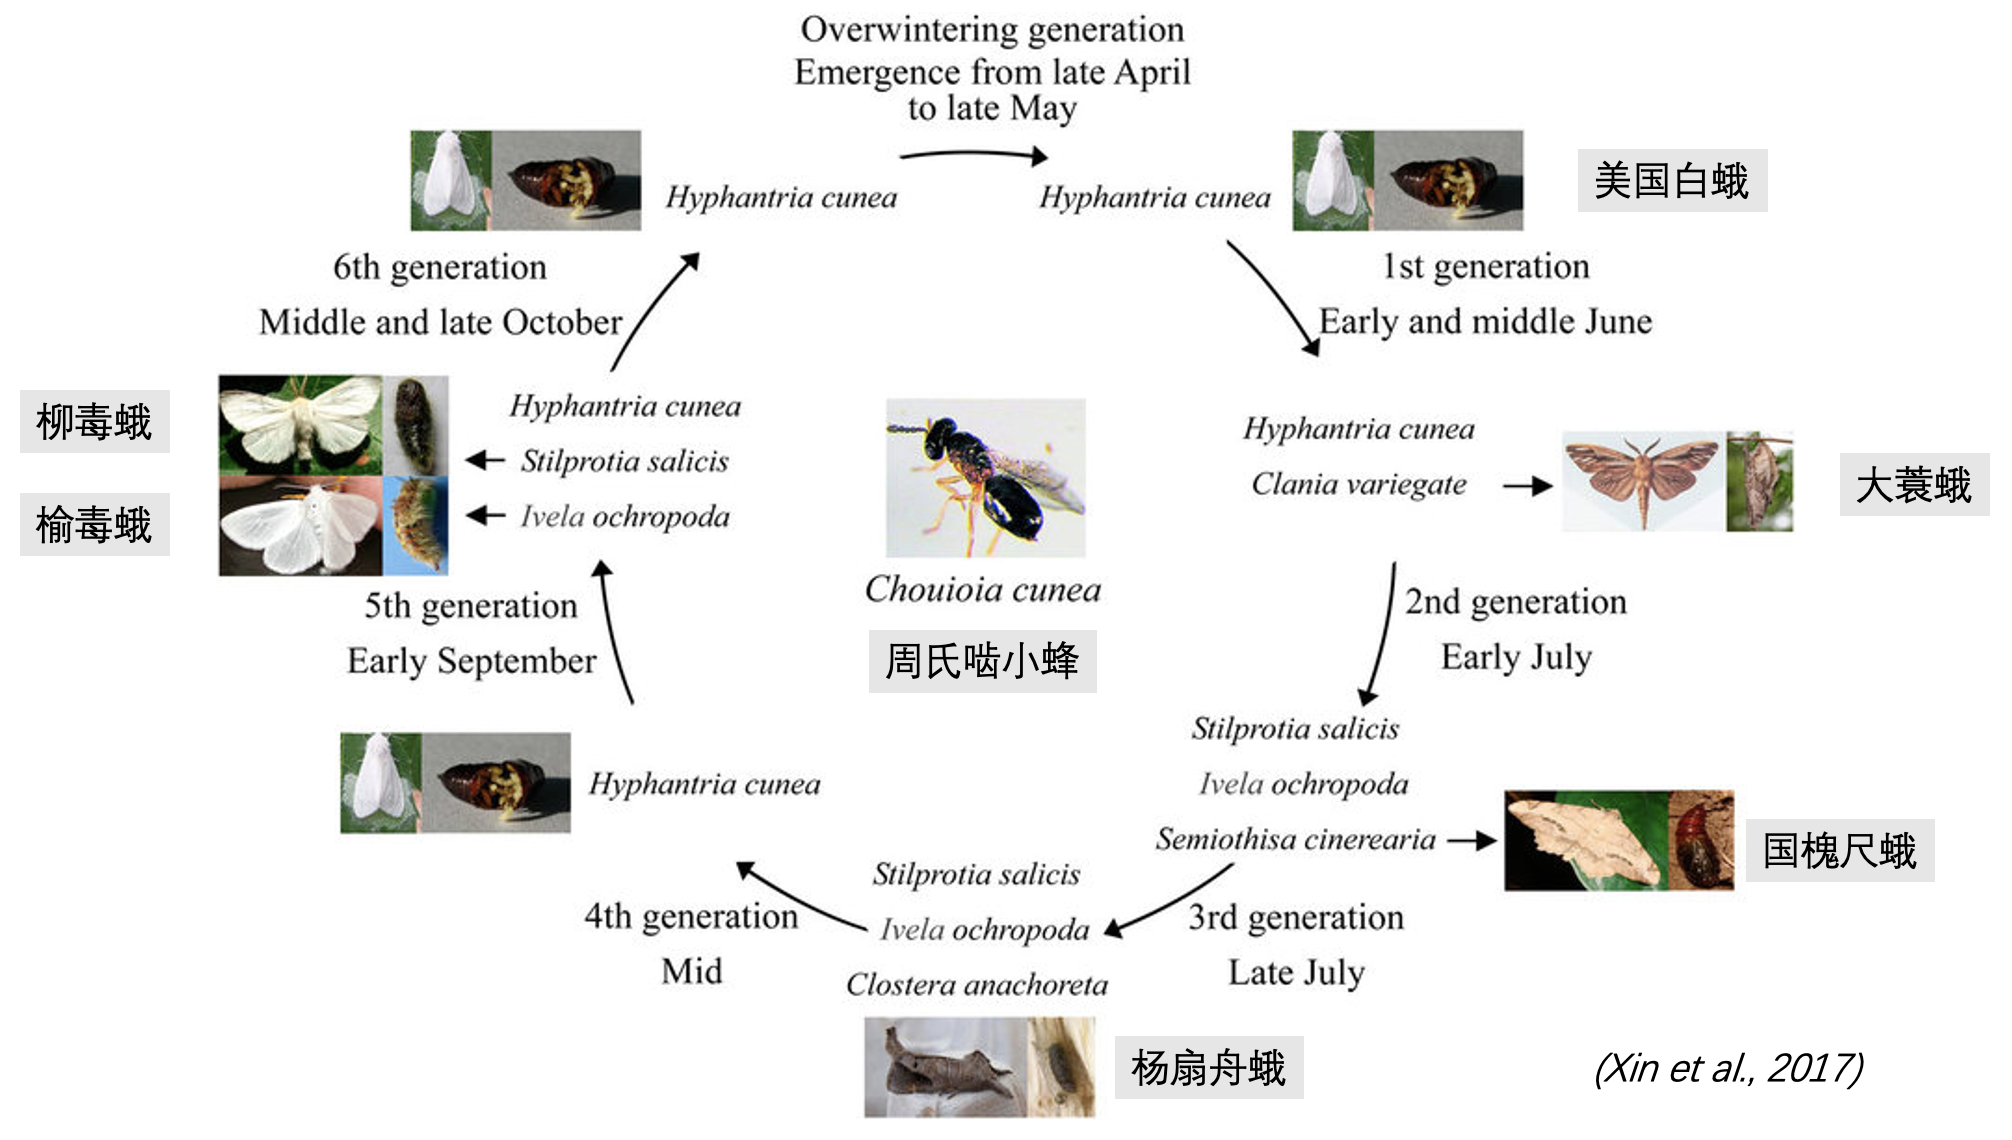 Overwintering generation
Emergence from late April
to late May
Hyphantria cunea
Hyphantria cunea
美国白蛾
1st generation
Early and middle June
Hyphantria cunea
Clania variegate
大蓑蛾
2nd generation
Early July
Stilprotia salicis
Ivela ochropoda
Semiothisa cinerearia
国槐尺蛾
3rd generation
Late July
Stilprotia salicis
Ivela ochropoda
Clostera anachoreta
杨扇舟蛾
4th generation
Mid
Hyphantria cunea
5th generation
Early September
Hyphantria cunea
Stilprotia salicis
Ivela ochropoda
柳毒蛾
榆毒蛾
6th generation
Middle and late October
Chouioia cunea
周氏啮小蜂
(Xin et al., 2017)